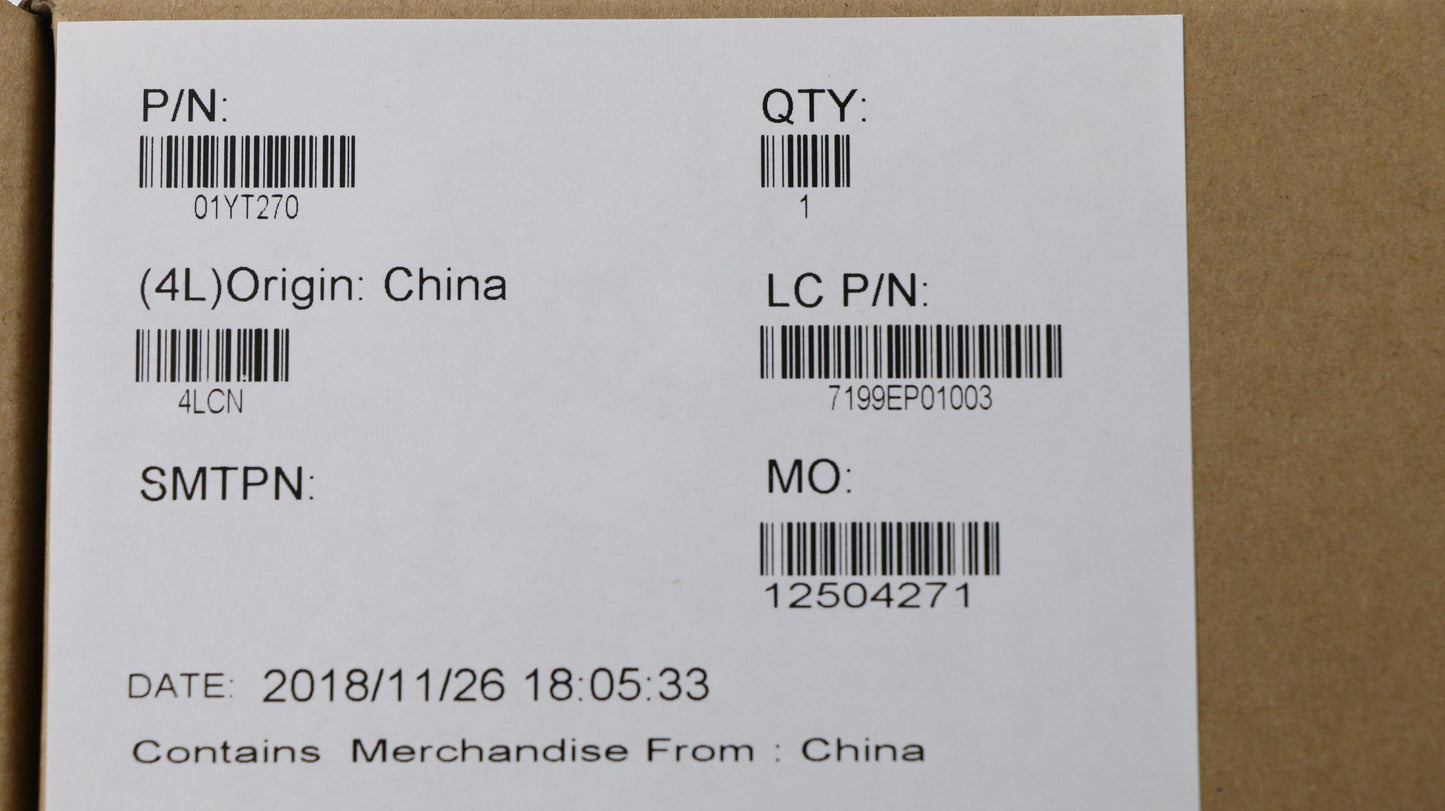 P/N:
01YT270
QTY:
1
(4L)Origin: China
4LCN
LC P/N:
7199EP01003
SMTPN:
MO:
12504271
DATE: 2018/11/26 18:05:33
Contains Merchandise From : China